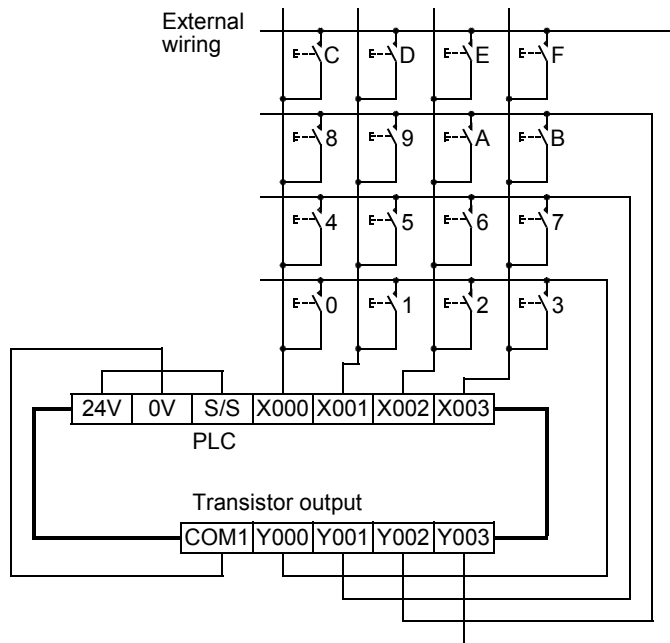 External
wiring
C D E F
8 9 A B
4 5 6 7
0 1 2 3
24V 0V S/S X000 X001 X002 X003
PLC
Transistor output
COM1 Y000 Y001 Y002 Y003